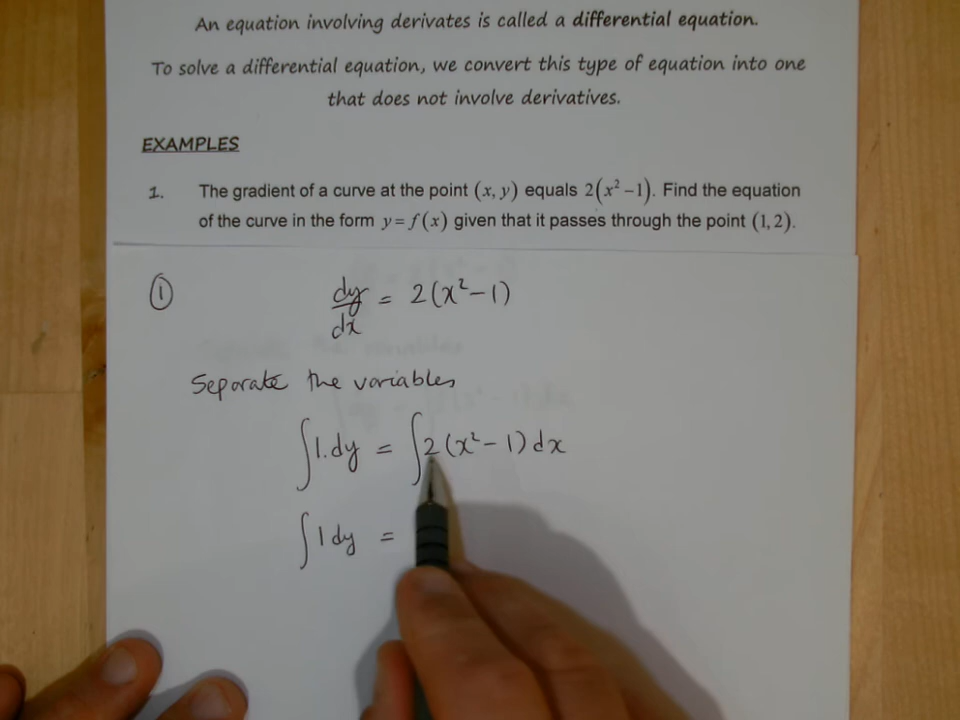 An equation involving derivates is called a differential equation.
To solve a differential equation, we convert this type of equation into one
that does not involve derivatives.
EXAMPLES
1. The gradient of a curve at the point (x, y) equals 2(x² −1). Find the equation
of the curve in the form y = f(x) given that it passes through the point (1, 2).
① dy/dx = 2(x² − 1)
Separate the variables
∫1.dy = ∫2(x² − 1) dx
∫1 dy =